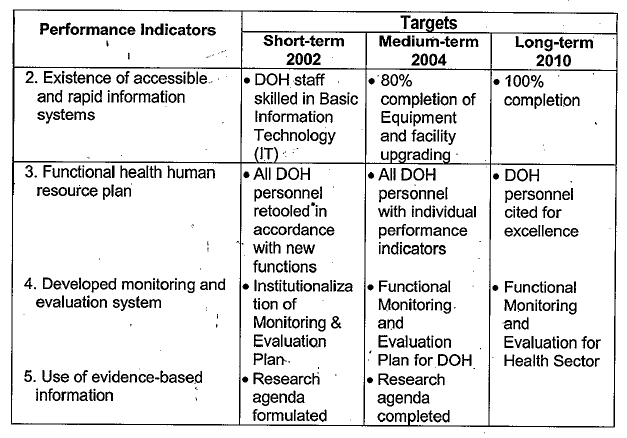 Performance Indicators
Targets
Short-term
2002
Medium-term
2004
Long-term
2010
2. Existence of accessible
and rapid information
systems
• DOH staff
skilled in Basic
Information
Technology
(IT)
• 80%
completion of
Equipment
and facility
upgrading
• 100%
completion
3. Functional health human
resource plan
• All DOH
personnel
retooled in
accordance
with new
functions
• All DOH
personnel
with individual
performance
indicators
• DOH
personnel
cited for
excellence
4. Developed monitoring and
evaluation system
• Institutionaliza
tion of
Monitoring &
Evaluation
Plan
• Functional
Monitoring
and
Evaluation
Plan for DOH
• Functional
Monitoring
and
Evaluation for
Health Sector
5. Use of evidence-based
information
• Research
agenda
formulated
• Research
agenda
completed